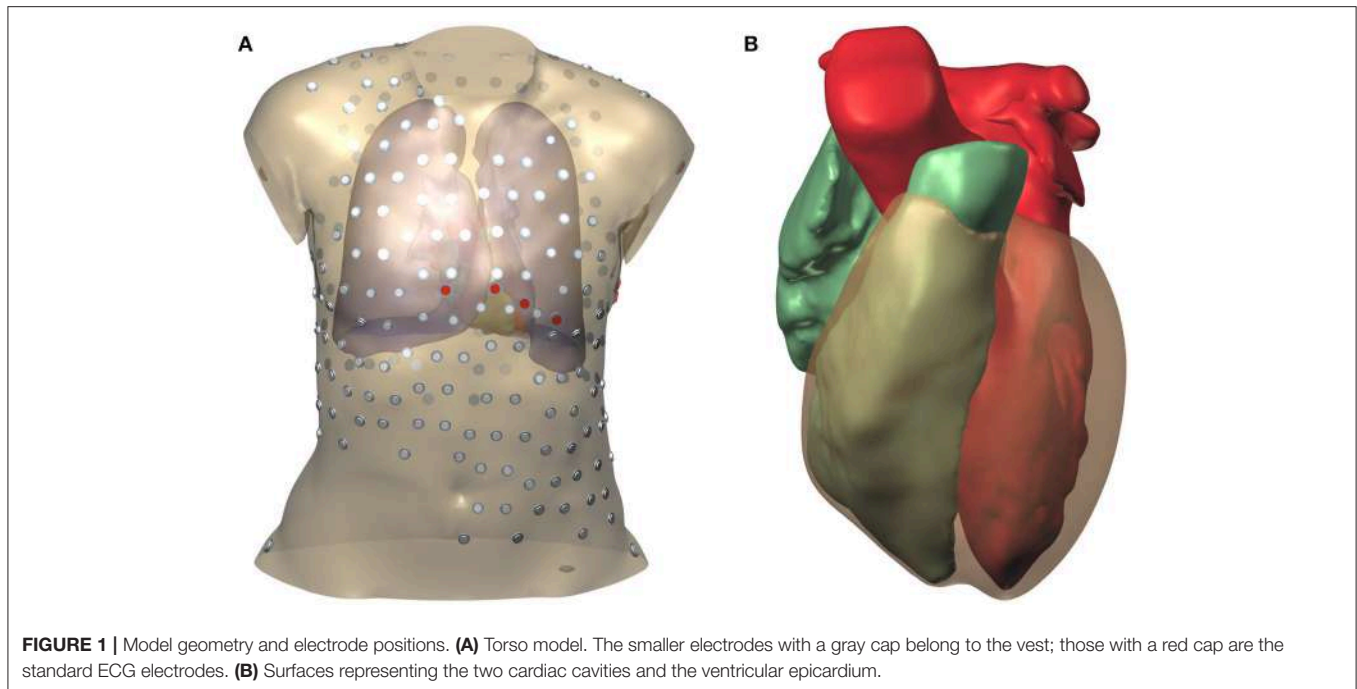 A
B
FIGURE 1 | Model geometry and electrode positions. (A) Torso model. The smaller electrodes with a gray cap belong to the vest; those with a red cap are the
standard ECG electrodes. (B) Surfaces representing the two cardiac cavities and the ventricular epicardium.